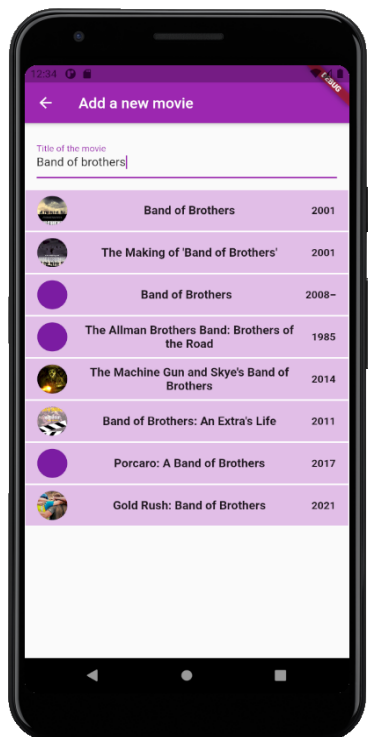 12:34
DEBUG
Add a new movie
Title of the movie
Band of brothers
Band of Brothers 2001
The Making of 'Band of Brothers' 2001
Band of Brothers 2008–
The Allman Brothers Band: Brothers of
the Road 1985
The Machine Gun and Skye's Band of
Brothers 2014
Band of Brothers: An Extra's Life 2011
Porcaro: A Band of Brothers 2017
Gold Rush: Band of Brothers 2021